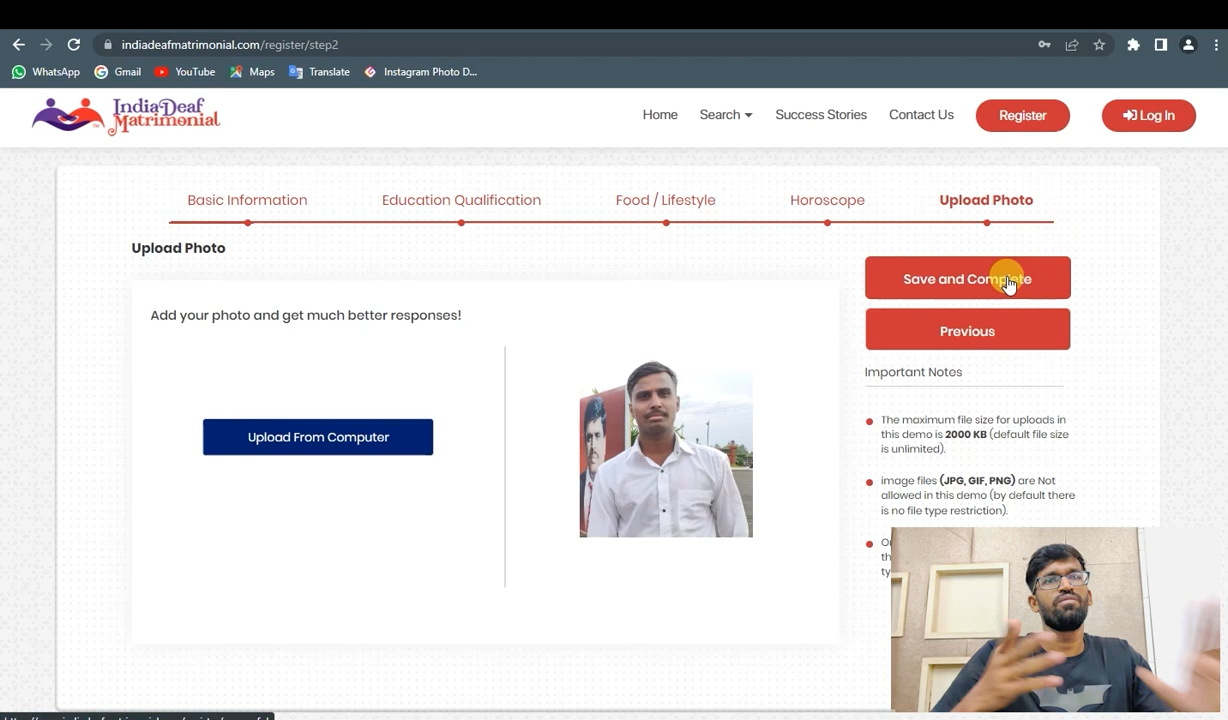 indiadeafmatrimonial.com/register/step2
WhatsApp Gmail YouTube Maps Translate Instagram Photo D...
IndiaDeaf
Matrimonial
Home Search Success Stories Contact Us Register Log In
Basic Information Education Qualification Food / Lifestyle Horoscope Upload Photo
Upload Photo
Add your photo and get much better responses!
Upload From Computer
Save and Complete
Previous
Important Notes
The maximum file size for uploads in
this demo is 2000 KB (default file size
is unlimited).
image files (JPG, GIF, PNG) are Not
allowed in this demo (by default there
is no file type restriction).